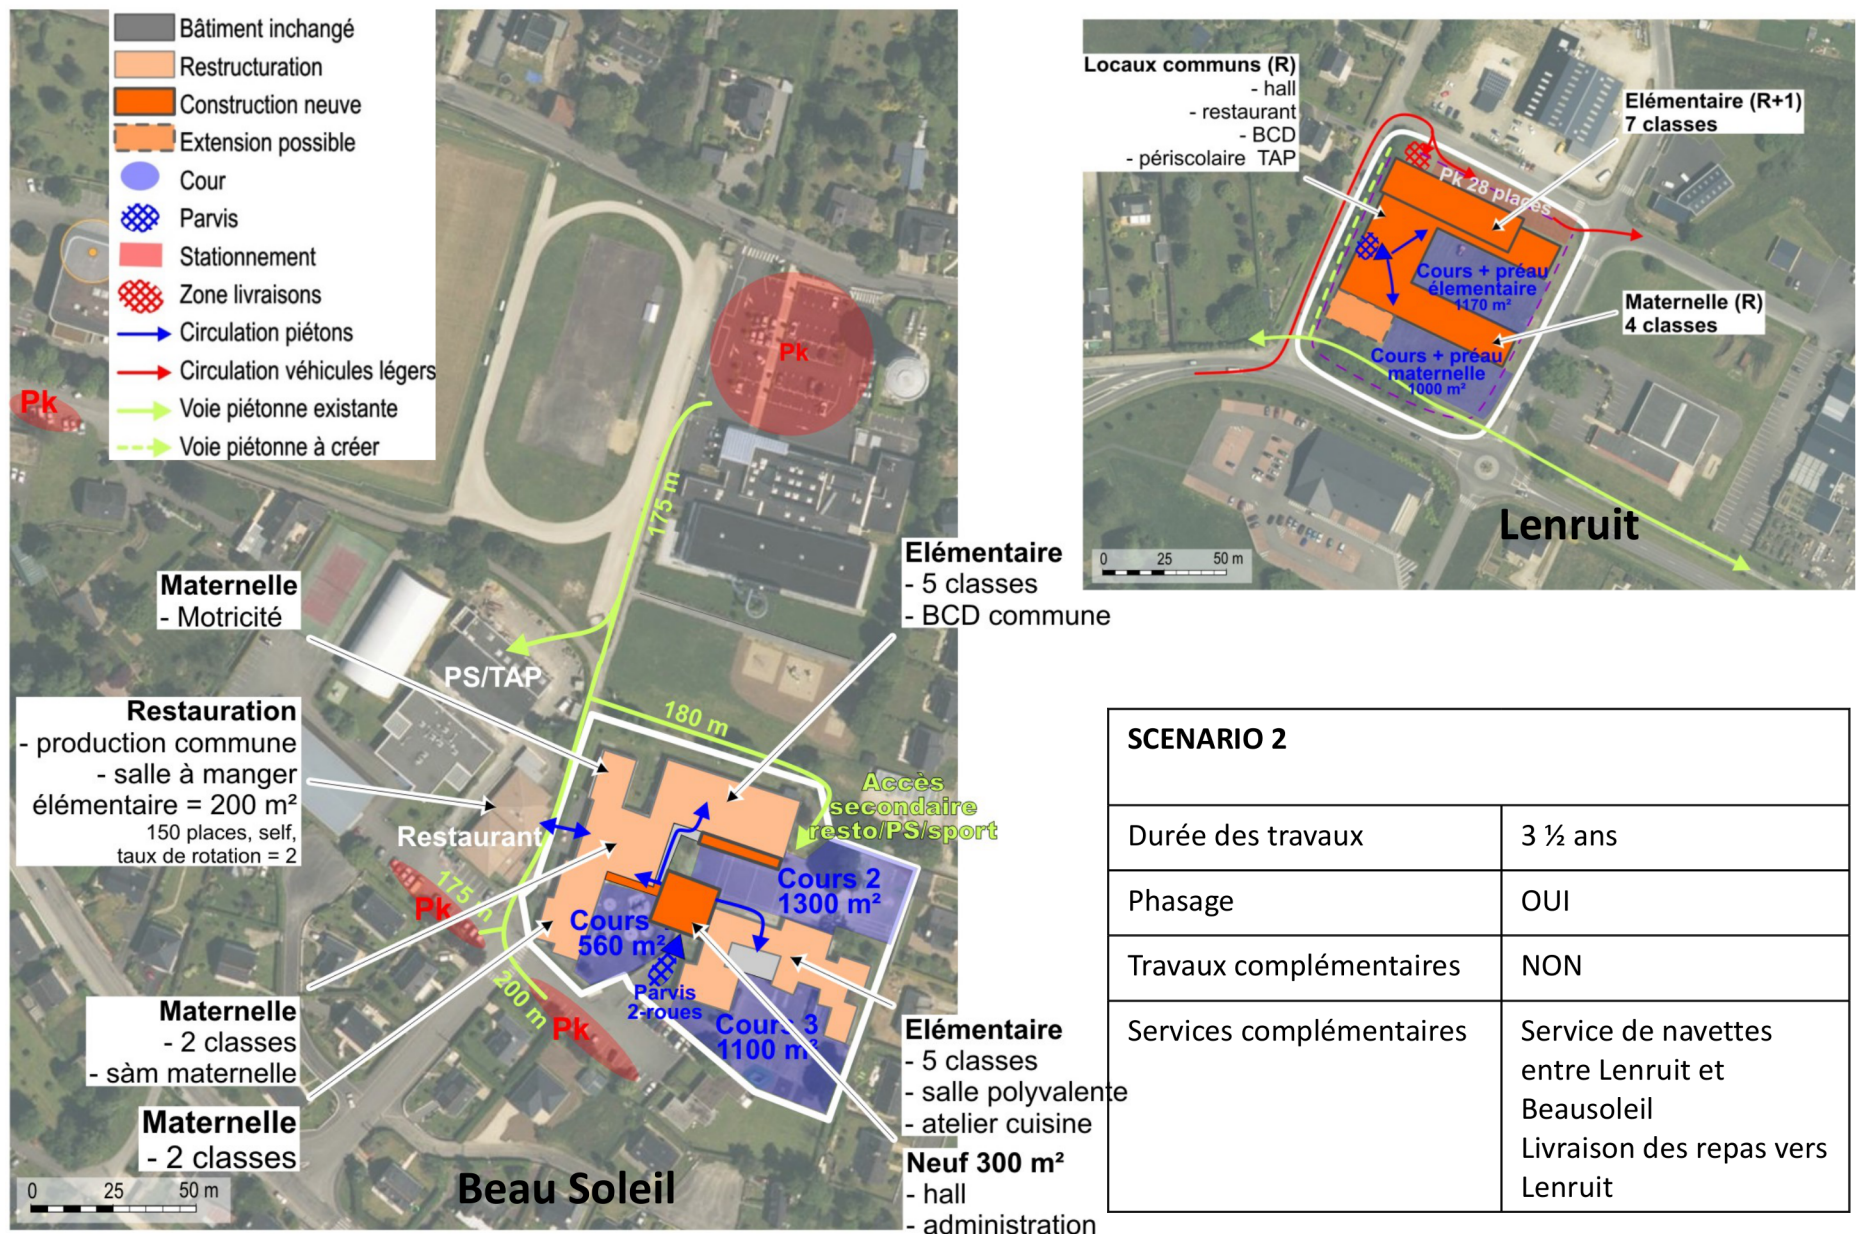 Bâtiment inchangé
Restructuration
Construction neuve
Extension possible
Cour
Parvis
Stationnement
Zone livraisons
Circulation piétons
Circulation véhicules légers
Voie piétonne existante
Voie piétonne à créer
Pk
Pk
175 m
Maternelle
- Motricité
Elémentaire
- 5 classes
- BCD commune
PS/TAP
180 m
Restauration
- production commune
- salle à manger
élémentaire = 200 m²
150 places, self,
taux de rotation = 2
Restaurant
Accès
secondaire
resto/PS/sport
175 m
Pk
Cours 2
1300 m²
Cours
560 m²
200 m
Pk
Parvis
2-roues
Cours 3
1100 m²
Maternelle
- 2 classes
- sàm maternelle
Maternelle
- 2 classes
Elémentaire
- 5 classes
- salle polyvalente
- atelier cuisine
Neuf 300 m²
- hall
- administration
Beau Soleil
0 25 50 m
Locaux communs (R)
- hall
- restaurant
- BCD
- périscolaire TAP
Elémentaire (R+1)
7 classes
Pk 28 places
Cours + préau
élementaire
1170 m²
Maternelle (R)
4 classes
Cours + préau
maternelle
1000 m²
Lenruit
0 25 50 m
SCENARIO 2
Durée des travaux 3 ½ ans
Phasage OUI
Travaux complémentaires NON
Services complémentaires Service de navettes
entre Lenruit et
Beausoleil
Livraison des repas vers
Lenruit